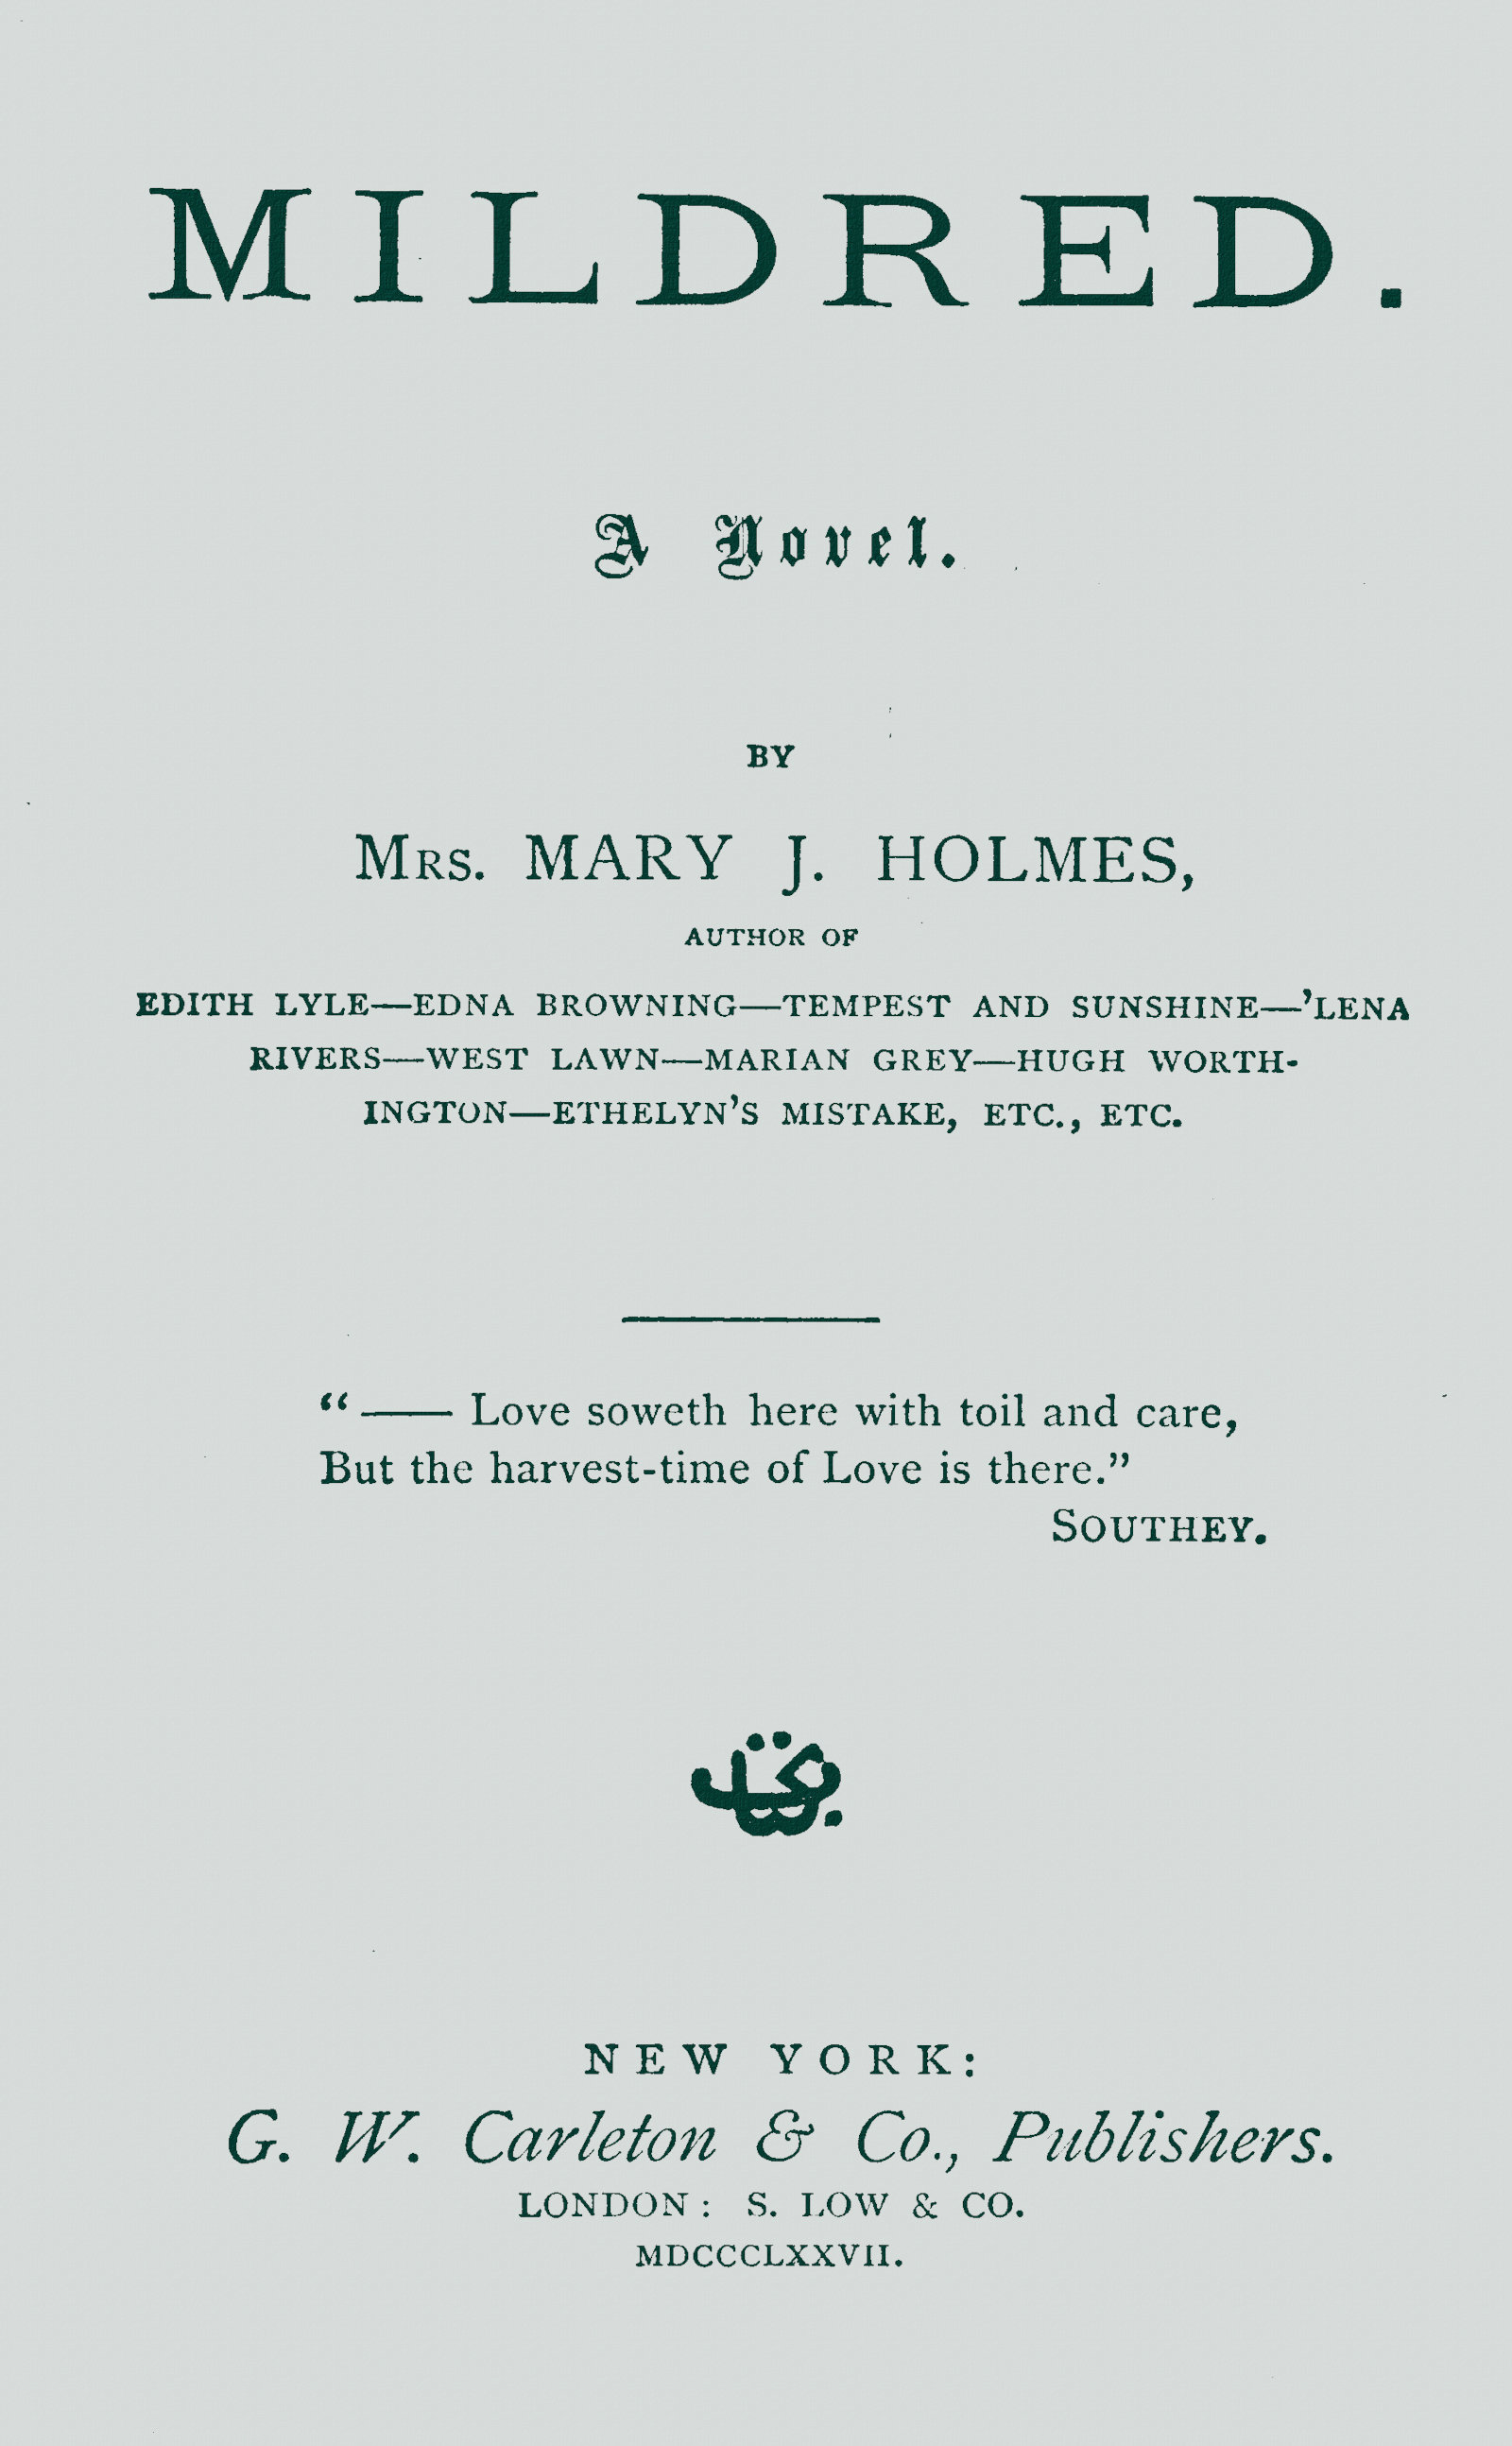 MILDRED.
A Novel.
BY
MRS. MARY J. HOLMES,
AUTHOR OF
EDITH LYLE—EDNA BROWNING—TEMPEST AND SUNSHINE—’LENA
RIVERS—WEST LAWN—MARIAN GREY—HUGH WORTH-
INGTON—ETHELYN’S MISTAKE, ETC., ETC.
“—— Love soweth here with toil and care,
But the harvest-time of Love is there.”
SOUTHEY.
NEW YORK:
G. W. Carleton & Co., Publishers.
LONDON: S. LOW & CO.
MDCCCLXXVII.